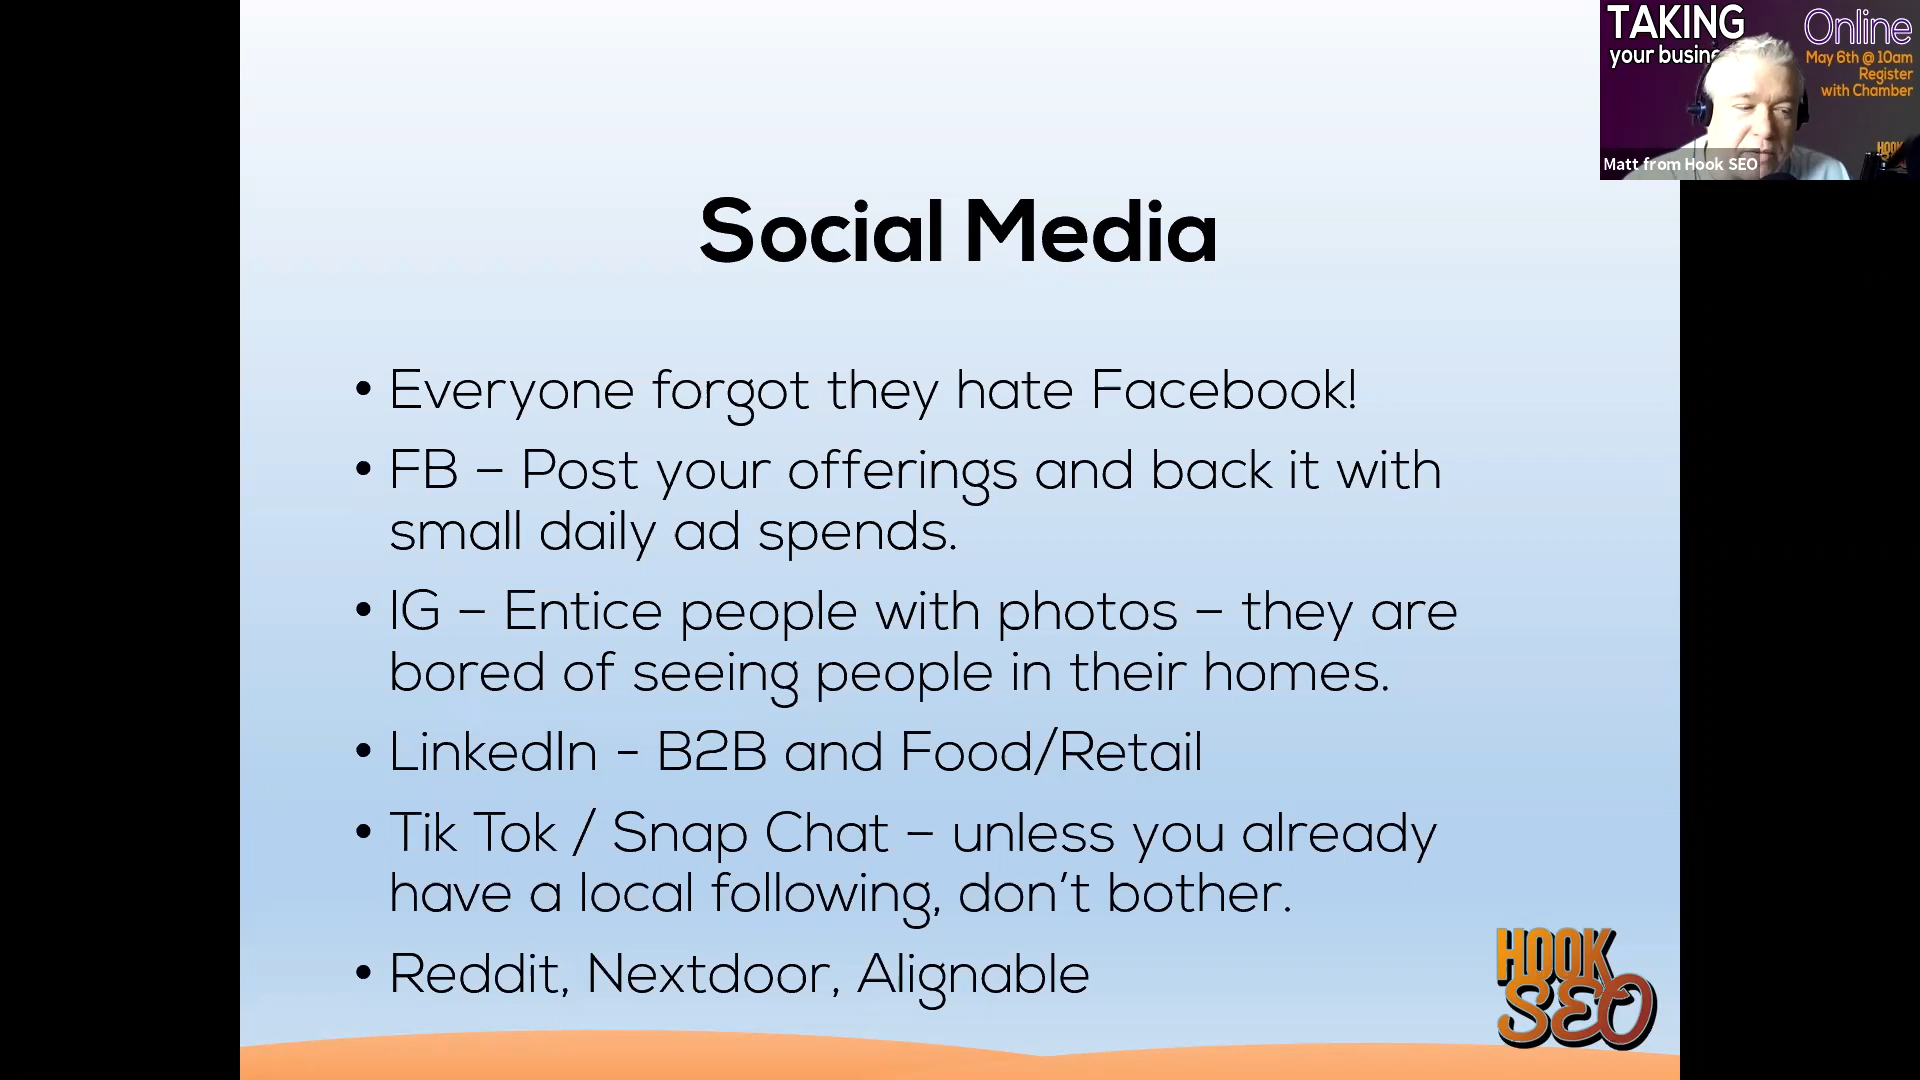 TAKING
your busine
Online
May 6th @ 10am
Register
with Chamber
HOOK
Matt from Hook SEO
Social Media
• Everyone forgot they hate Facebook!
• FB – Post your offerings and back it with
small daily ad spends.
• IG – Entice people with photos – they are
bored of seeing people in their homes.
• LinkedIn - B2B and Food/Retail
• Tik Tok / Snap Chat – unless you already
have a local following, don’t bother.
• Reddit, Nextdoor, Alignable
HOOK
SEO